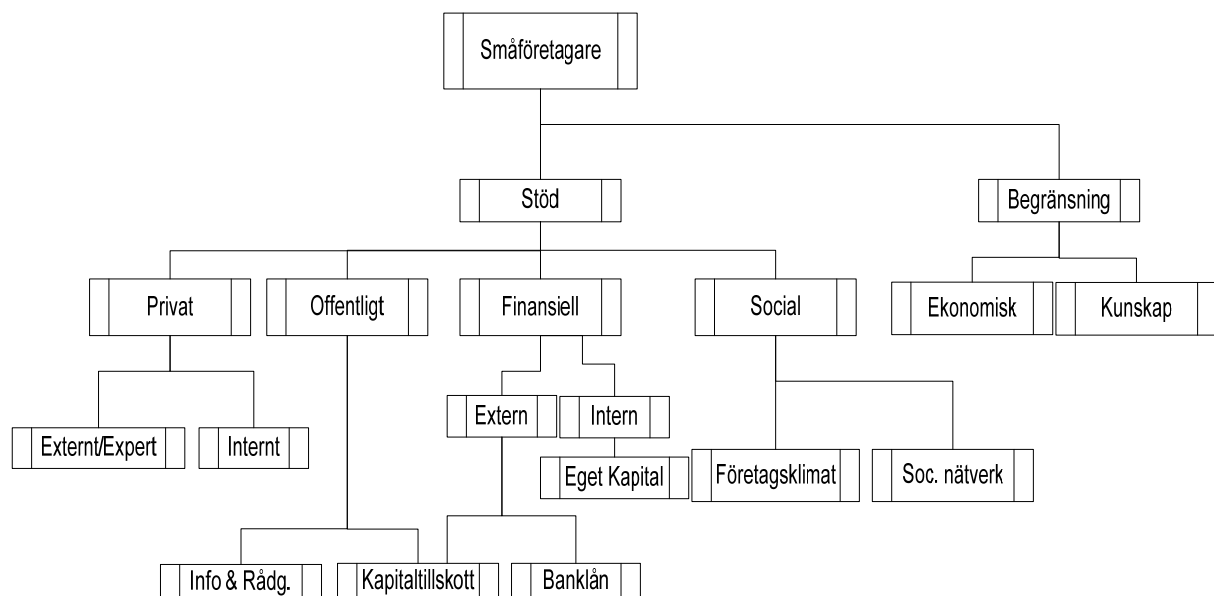 Småföretagare
Stöd
Begränsning
Privat
Offentligt
Finansiell
Social
Ekonomisk
Kunskap
Externt/Expert
Internt
Extern
Intern
Eget Kapital
Företagsklimat
Soc. nätverk
Info & Rådg.
Kapitaltillskott
Banklån